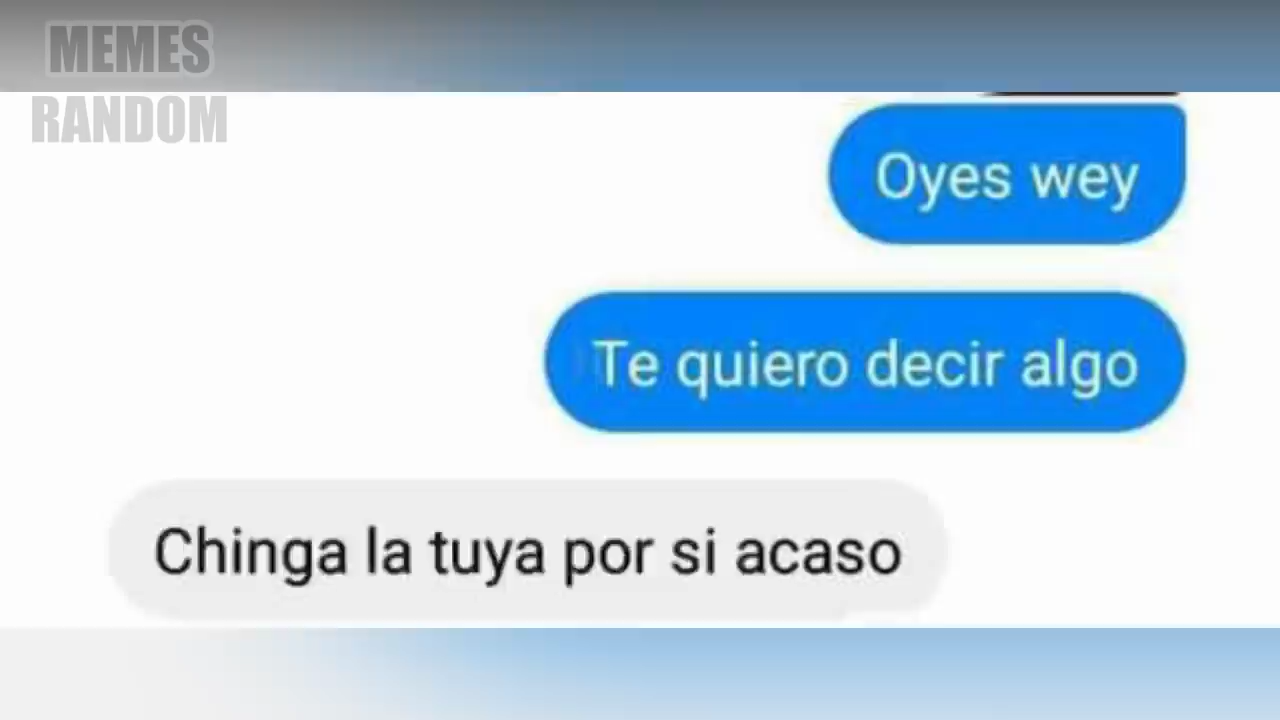 MEMES
RANDOM
Oyes wey
Te quiero decir algo
Chinga la tuya por si acaso